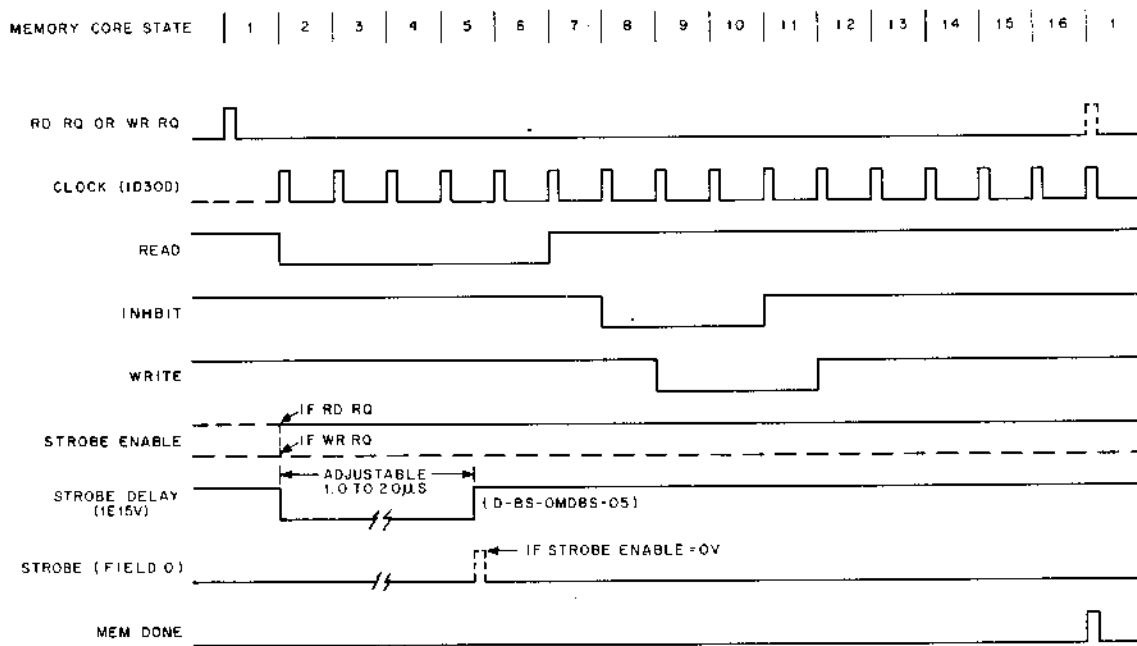 MEMORY CORE STATE 1 2 3 4 5 6 7 8 9 10 11 12 13 14 15 16 1
RD RQ OR WR RQ
CLOCK (1D30D)
READ
INHBIT
WRITE
IF RD RQ
STROBE ENABLE
IF WR RQ
ADJUSTABLE
1.0 TO 2.0μS
STROBE DELAY
(1E15V)
(D-BS-OMDBS-05)
IF STROBE ENABLE = 0V
STROBE (FIELD 0)
MEM DONE